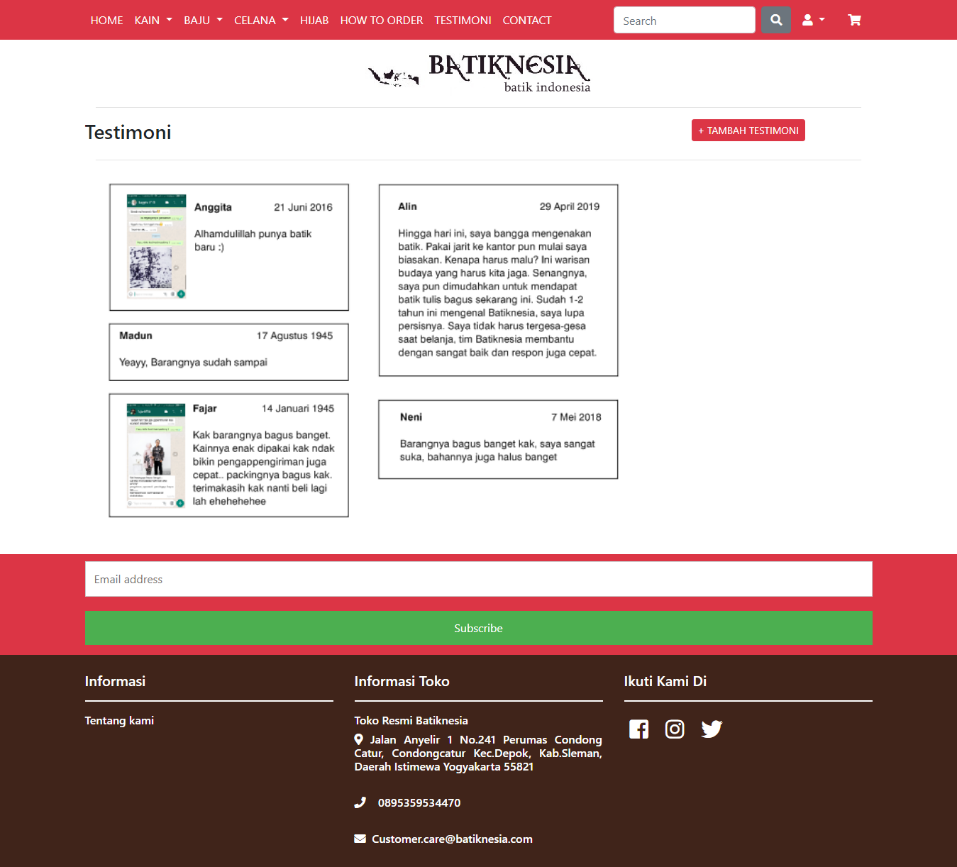 HOME KAIN BAJU CELANA HIJAB HOW TO ORDER TESTIMONI CONTACT Search
BATIKNESIA
batik indonesia
Testimoni
+ TAMBAH TESTIMONI
Anggita 21 Juni 2016
Alhamdulillah punya batik
baru :)
Madun 17 Agustus 1945
Yeayy, Barangnya sudah sampai
Fajar 14 Januari 1945
Kak barangnya bagus banget.
Kainnya enak dipakai kak ndak
bikin pengappengiriman juga
cepat.. packingnya bagus kak.
terimakasih kak nanti beli lagi
lah ehehehehee
Alin 29 April 2019
Hingga hari ini, saya bangga mengenakan
batik. Pakai jarit ke kantor pun mulai saya
biasakan. Kenapa harus malu? Ini warisan
budaya yang harus kita jaga. Senangnya,
saya pun dimudahkan untuk mendapat
batik tulis bagus sekarang ini. Sudah 1-2
tahun ini mengenal Batiknesia, saya lupa
persisnya. Saya tidak harus tergesa-gesa
saat belanja, tim Batiknesia membantu
dengan sangat baik dan respon juga cepat.
Neni 7 Mei 2018
Barangnya bagus banget kak, saya sangat
suka, bahannya juga halus banget
Email address
Subscribe
Informasi
Tentang kami
Informasi Toko
Toko Resmi Batiknesia
Jalan Anyelir 1 No.241 Perumas Condong
Catur, Condongcatur Kec.Depok, Kab.Sleman,
Daerah Istimewa Yogyakarta 55821
0895359534470
Customer.care@batiknesia.com
Ikuti Kami Di